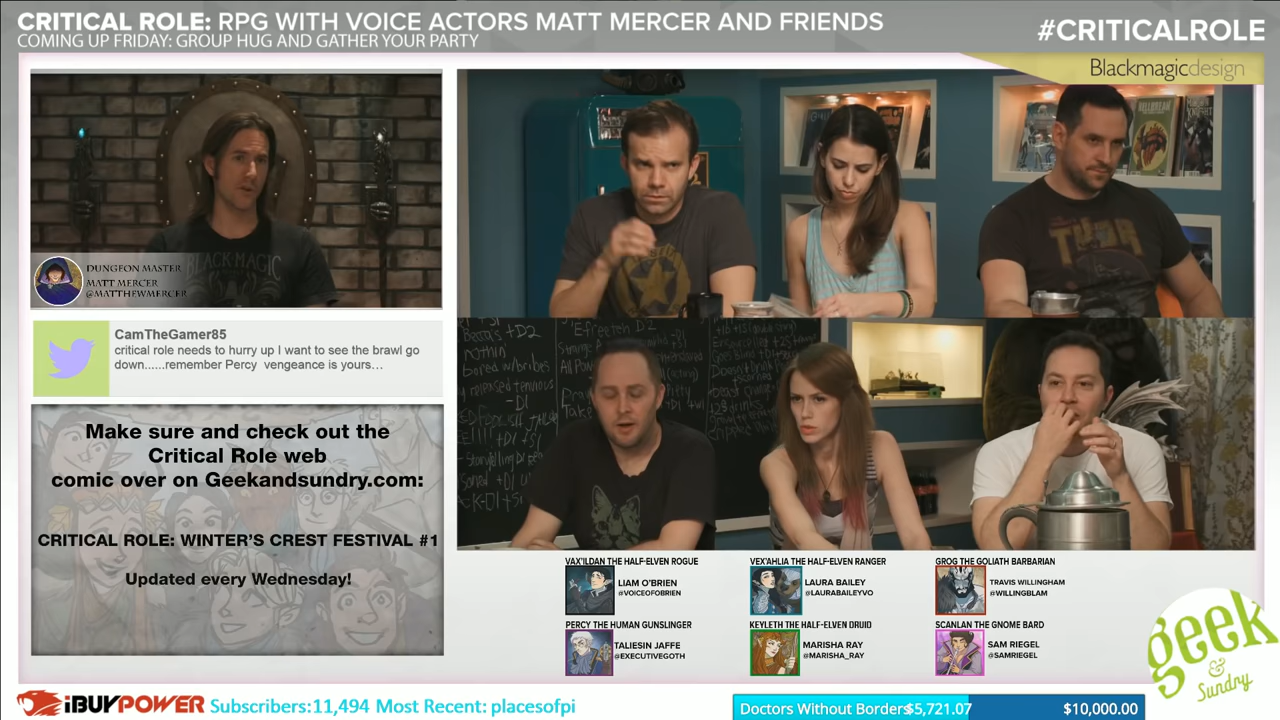 CRITICAL ROLE: RPG WITH VOICE ACTORS MATT MERCER AND FRIENDS
COMING UP FRIDAY: GROUP HUG AND GATHER YOUR PARTY
#CRITICALROLE
Blackmagicdesign
BLACK·MAGIC
DUNGEON MASTER
MATT MERCER
@MATTHEWMERCER
THOR
CamTheGamer85
critical role needs to hurry up I want to see the brawl go
down......remember Percy vengeance is yours...
Make sure and check out the
Critical Role web
comic over on Geekandsundry.com:
CRITICAL ROLE: WINTER'S CREST FESTIVAL #1
Updated every Wednesday!
Efreeteh D2
nothin'
VAX'ILDAN THE HALF-ELVEN ROGUE
LIAM O'BRIEN
@VOICEOFOBRIEN
VEX'AHLIA THE HALF-ELVEN RANGER
LAURA BAILEY
@LAURABAILEYVO
GROG THE GOLIATH BARBARIAN
TRAVIS WILLINGHAM
@WILLINGBLAM
PERCY THE HUMAN GUNSLINGER
TALIESIN JAFFE
@EXECUTIVEGOTH
KEYLETH THE HALF-ELVEN DRUID
MARISHA RAY
@MARISHA_RAY
SCANLAN THE GNOME BARD
SAM RIEGEL
@SAMRIEGEL
geek
&
Sundry
iBUYPOWER
Subscribers:11,494 Most Recent: placesofpi
Doctors Without Borders
$5,721.07
$10,000.00